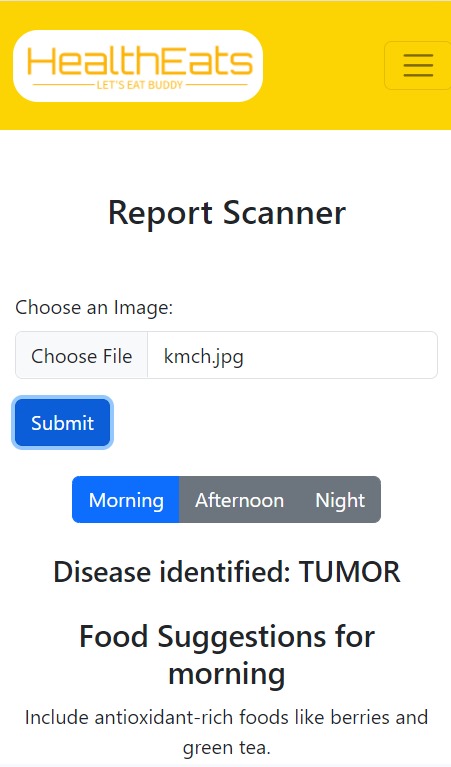 HealthEats
LET'S EAT BUDDY
Report Scanner
Choose an Image:
Choose File kmch.jpg
Submit
Morning Afternoon Night
Disease identified: TUMOR
Food Suggestions for
morning
Include antioxidant-rich foods like berries and
green tea.